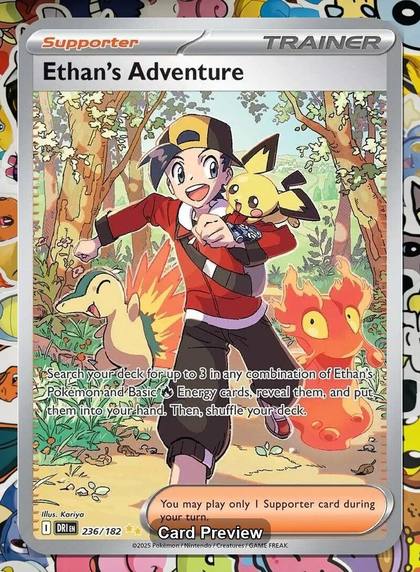 Supporter
TRAINER
Ethan's Adventure
Search your deck for up to 3 in any combination of Ethan's
Pokémon and Basic Energy cards, reveal them, and put
them into your hand. Then, shuffle your deck.
Illus. Kariya
I DRI EN 236/182
You may play only 1 Supporter card during
your turn.
Card Preview
©2025 Pokémon / Nintendo / Creatures / GAME FREAK